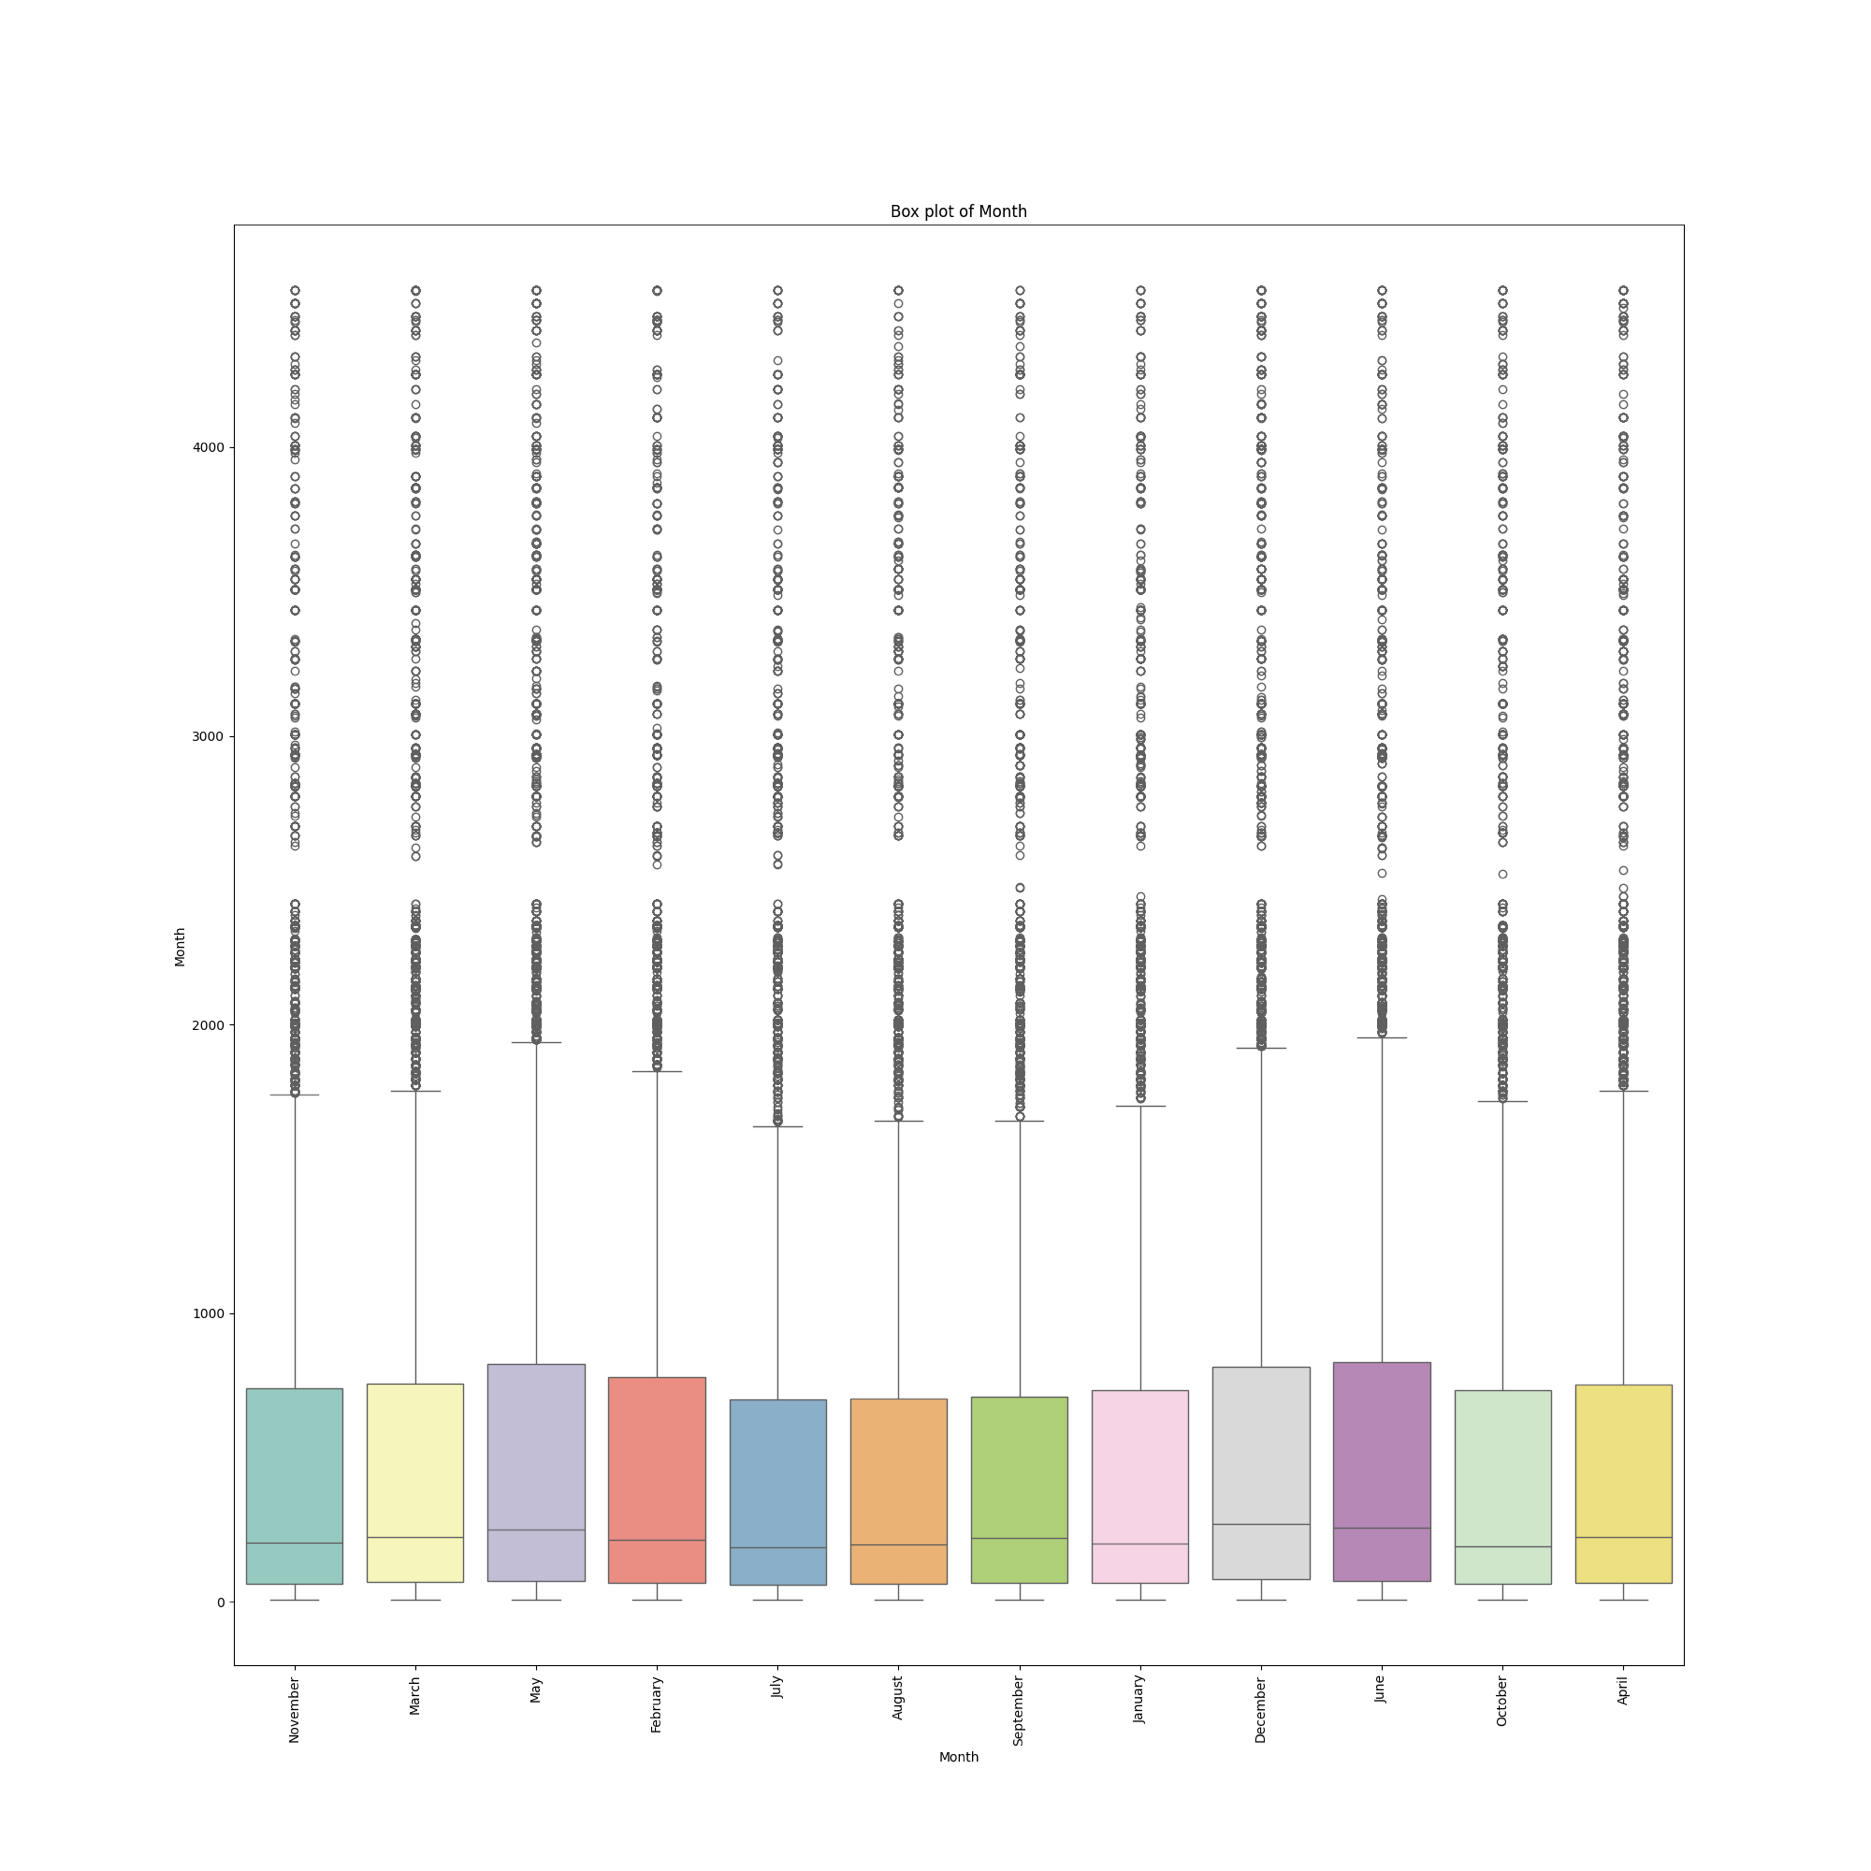 Box plot of Month
Month
4000
3000
2000
1000
0
November
March
May
February
July
August
September
January
December
June
October
April
Month